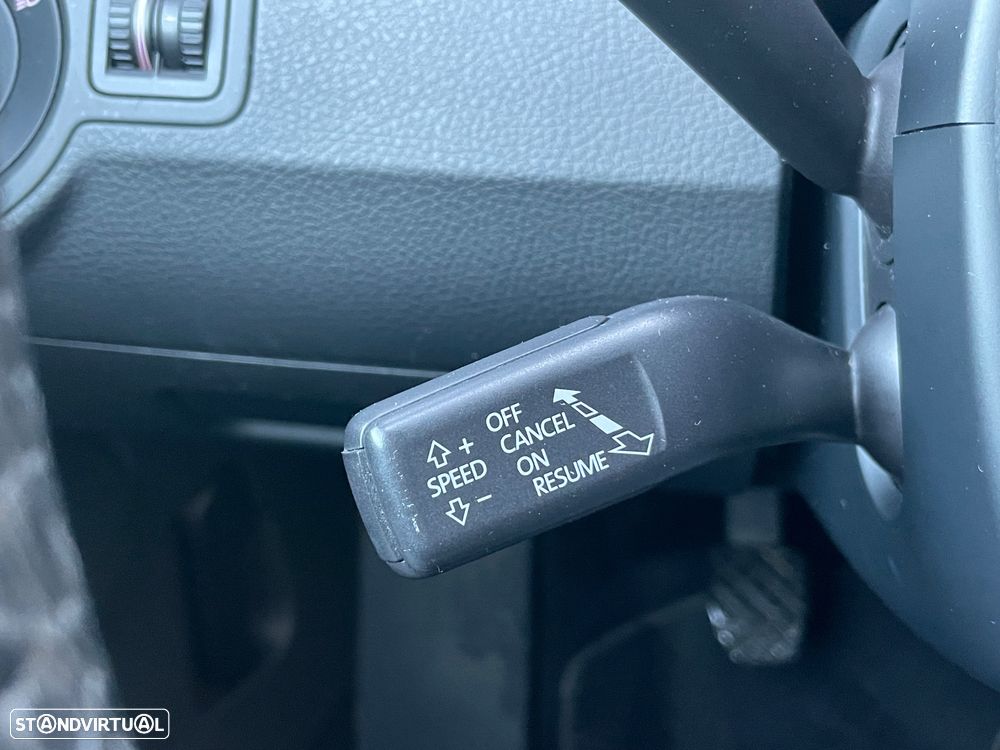 OFF
CANCEL
+
SPEED
ON
-
RESUME
STANDVIRTUAL